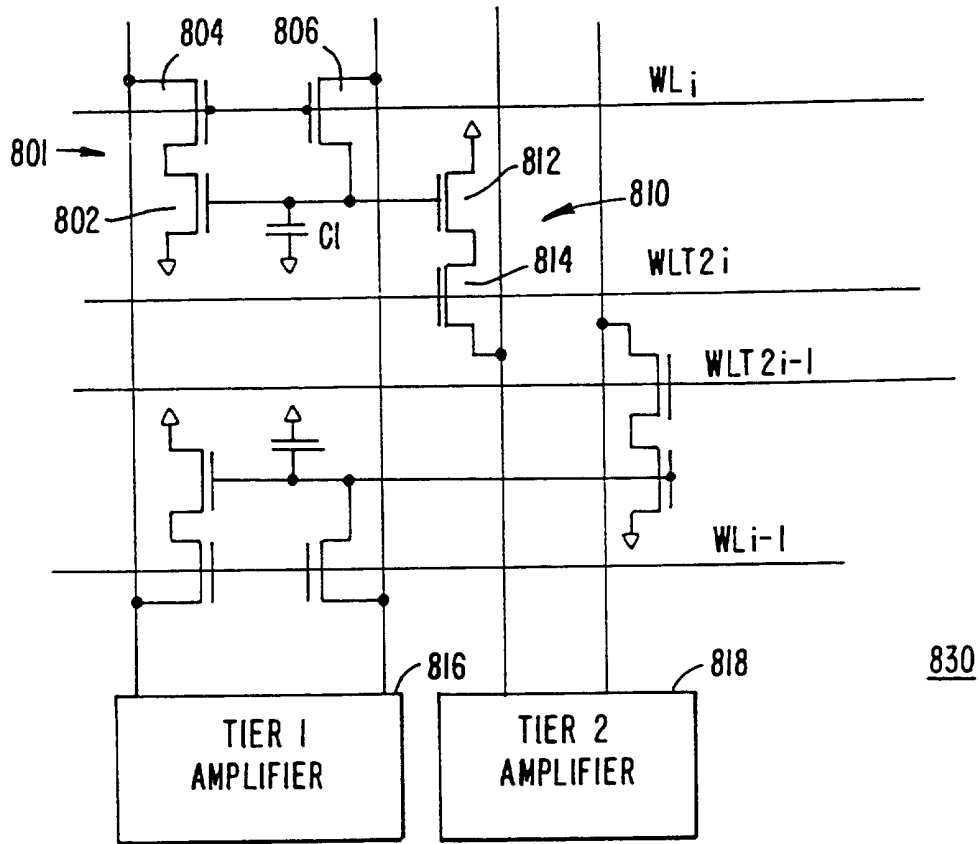 804
806
WLi
801
812
802
C1
810
814
WLT2i
WLT2i-1
WLi-1
816
818
830
TIER 1
AMPLIFIER
TIER 2
AMPLIFIER